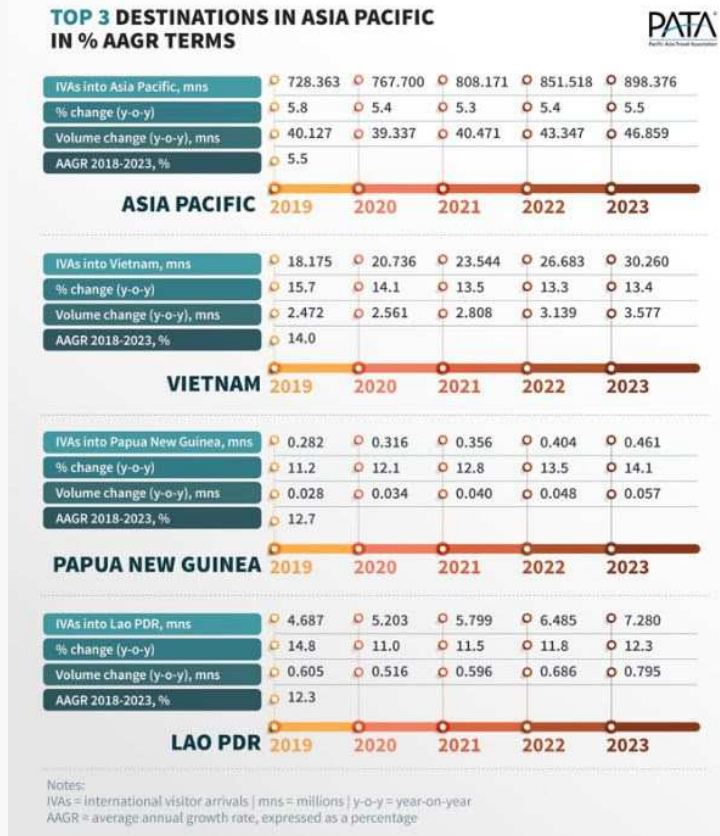 TOP 3 DESTINATIONS IN ASIA PACIFIC
IN % AAGR TERMS
PATA
Pacific Asia Travel Association
IVAs into Asia Pacific, mns 728.363 767.700 808.171 851.518 898.376
% change (y-o-y) 5.8 5.4 5.3 5.4 5.5
Volume change (y-o-y), mns 40.127 39.337 40.471 43.347 46.859
AAGR 2018-2023, % 5.5
ASIA PACIFIC 2019 2020 2021 2022 2023
IVAs into Vietnam, mns 18.175 20.736 23.544 26.683 30.260
% change (y-o-y) 15.7 14.1 13.5 13.3 13.4
Volume change (y-o-y), mns 2.472 2.561 2.808 3.139 3.577
AAGR 2018-2023, % 14.0
VIETNAM 2019 2020 2021 2022 2023
IVAs into Papua New Guinea, mns 0.282 0.316 0.356 0.404 0.461
% change (y-o-y) 11.2 12.1 12.8 13.5 14.1
Volume change (y-o-y), mns 0.028 0.034 0.040 0.048 0.057
AAGR 2018-2023, % 12.7
PAPUA NEW GUINEA 2019 2020 2021 2022 2023
IVAs into Lao PDR, mns 4.687 5.203 5.799 6.485 7.280
% change (y-o-y) 14.8 11.0 11.5 11.8 12.3
Volume change (y-o-y), mns 0.605 0.516 0.596 0.686 0.795
AAGR 2018-2023, % 12.3
LAO PDR 2019 2020 2021 2022 2023
Notes:
IVAs = international visitor arrivals | mns = millions | y-o-y = year-on-year
AAGR = average annual growth rate, expressed as a percentage